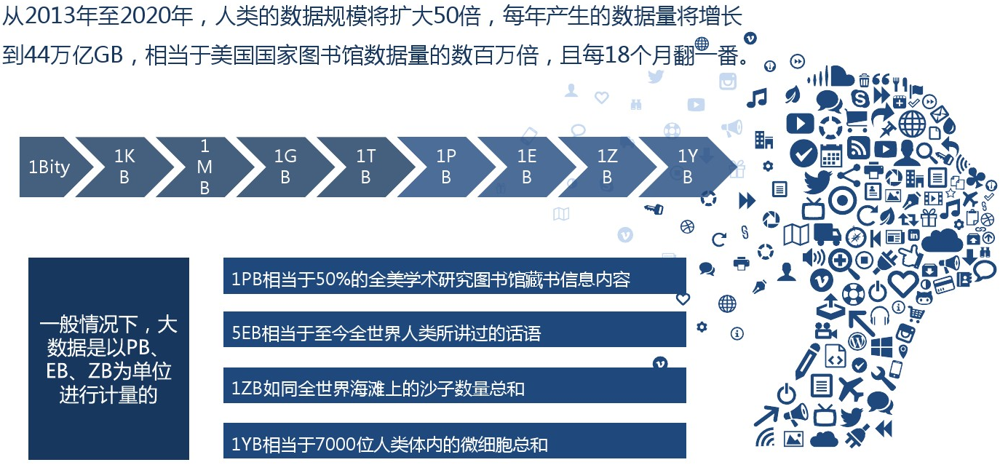 从2013年至2020年，人类的数据规模将扩大50倍，每年产生的数据量将增长
到44万亿GB，相当于美国国家图书馆数据量的数百万倍，且每18个月翻一番。
1Bity
1K
B
1
M
B
1G
B
1T
B
1P
B
1E
B
1Z
B
1Y
B
一般情况下，大
数据是以PB、
EB、ZB为单位
进行计量的
1PB相当于50%的全美学术研究图书馆藏书信息内容
5EB相当于至今全世界人类所讲过的话语
1ZB如同全世界海滩上的沙子数量总和
1YB相当于7000位人类体内的微细胞总和